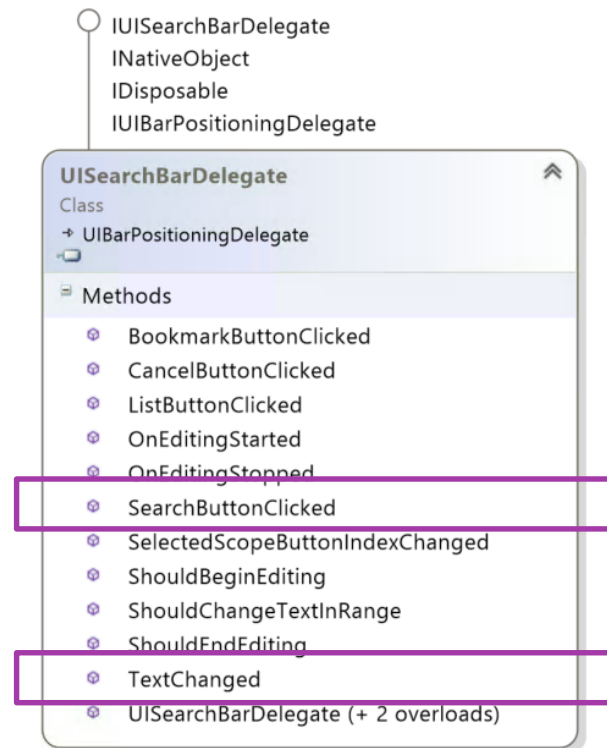 IUISearchBarDelegate
INativeObject
IDisposable
IUIBarPositioningDelegate
UISearchBarDelegate
Class
UIBarPositioningDelegate
Methods
BookmarkButtonClicked
CancelButtonClicked
ListButtonClicked
OnEditingStarted
OnEditingStopped
SearchButtonClicked
SelectedScopeButtonIndexChanged
ShouldBeginEditing
ShouldChangeTextInRange
ShouldEndEditing
TextChanged
UISearchBarDelegate (+ 2 overloads)